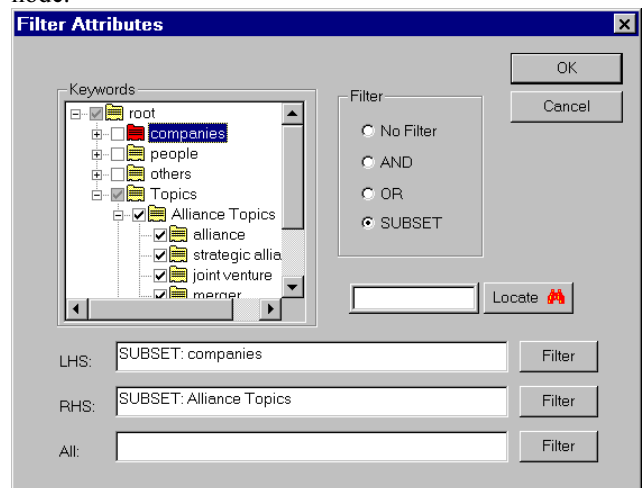 node.
Filter Attributes
OK
Cancel
Keywords
root
companies
people
others
Topics
Alliance Topics
alliance
strategic allia
joint venture
merger
Filter
No Filter
AND
OR
SUBSET
Locate
LHS: SUBSET: companies Filter
RHS: SUBSET: Alliance Topics Filter
All: Filter